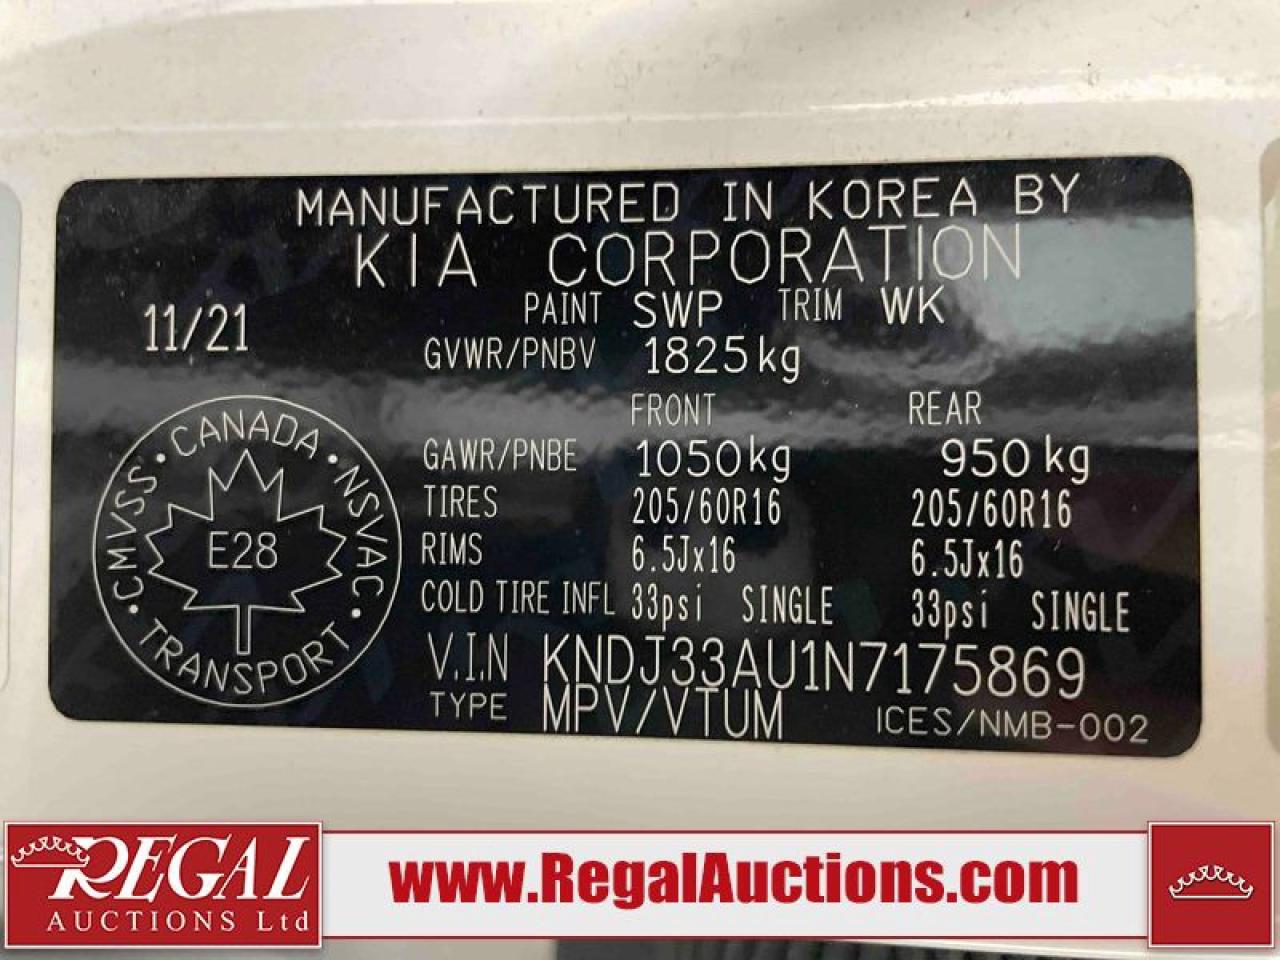 MANUFACTURED IN KOREA BY
KIA CORPORATION
PAINT SWP TRIM WK
11/21
GVWR/PNBV 1825kg
FRONT REAR
GAWR/PNBE 1050kg 950kg
TIRES 205/60R16 205/60R16
RIMS 6.5Jx16 6.5Jx16
COLD TIRE INFL 33psi SINGLE 33psi SINGLE
V.I.N KNDJ33AU1N7175869
TYPE MPV/VTUM ICES/NMB-002
CMVSS · CANADA · NSVAC · TRANSPORT ·
E28
REGAL
AUCTIONS Ltd
www.RegalAuctions.com